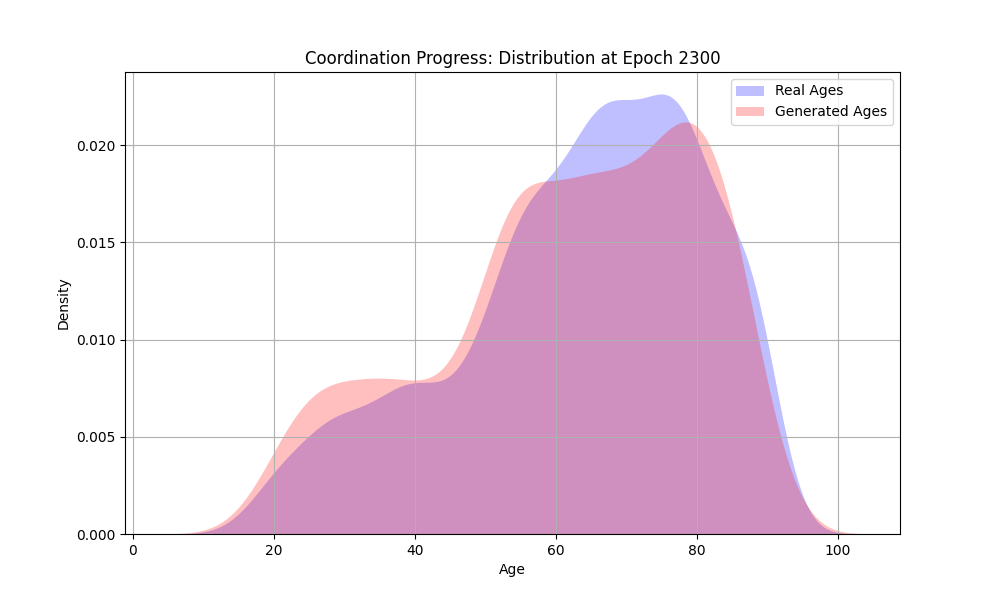 Coordination Progress: Distribution at Epoch 2300
Real Ages
Generated Ages
0.020
0.015
0.010
0.005
0.000
Density
0 20 40 60 80 100
Age